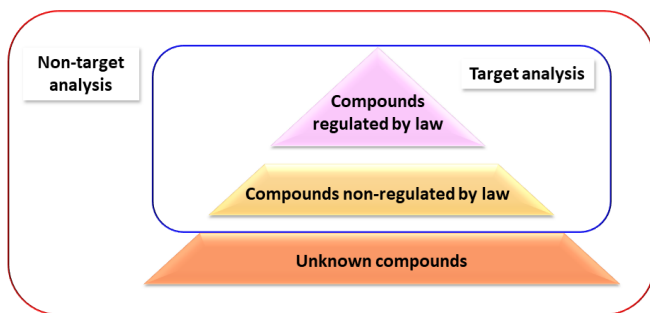 Non-target
analysis
Target analysis
Compounds
regulated by law
Compounds non-regulated by law
Unknown compounds